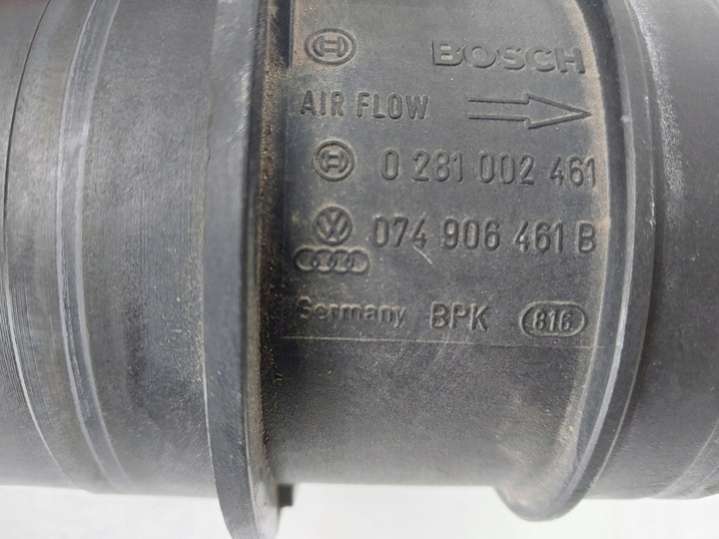 BOSCH
AIR FLOW
0 281 002 461
074 906 461 B
Germany BPK 816